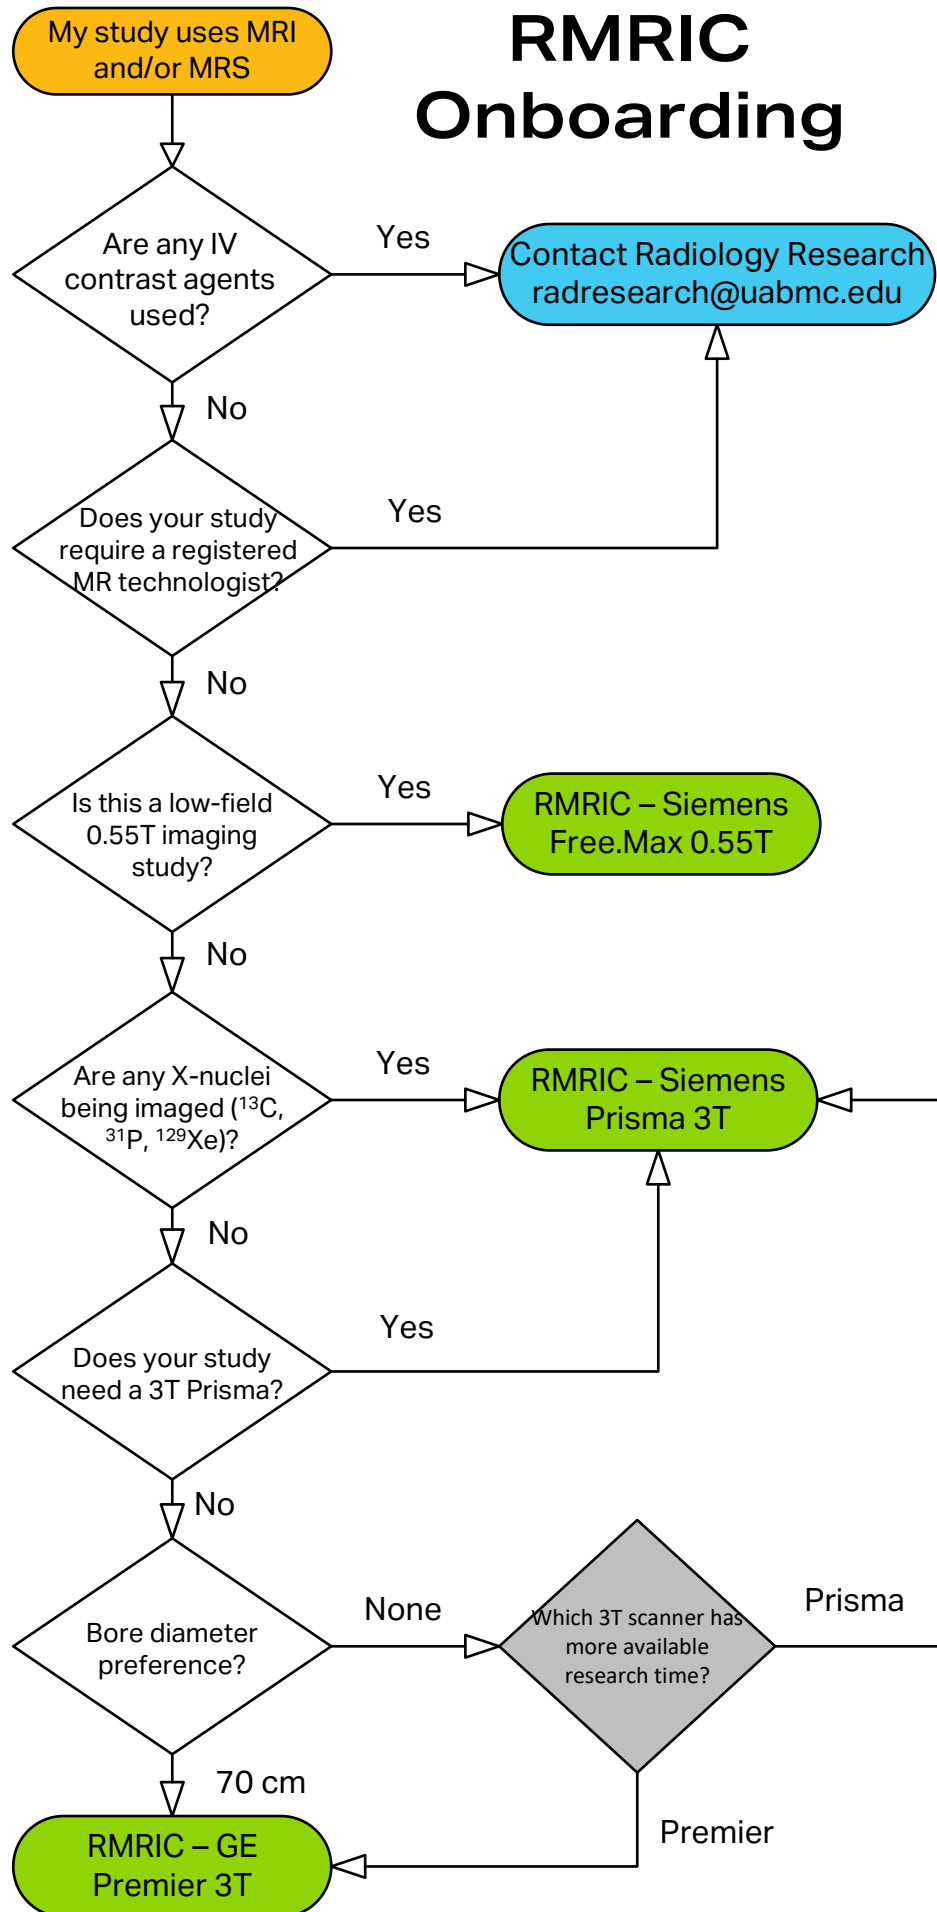 My study uses MRI
and/or MRS
RMRIC
Onboarding
Are any IV
contrast agents
used?
Yes
Contact Radiology Research
radresearch@uabmc.edu
No
Does your study
require a registered
MR technologist?
Yes
No
Is this a low-field
0.55T imaging
study?
Yes
RMRIC – Siemens
Free.Max 0.55T
No
Are any X-nuclei
being imaged (¹³C,
³¹P, ¹²⁹Xe)?
Yes
RMRIC – Siemens
Prisma 3T
No
Does your study
need a 3T Prisma?
Yes
No
Bore diameter
preference?
None
Which 3T scanner has
more available
research time?
Prisma
70 cm
Premier
RMRIC – GE
Premier 3T